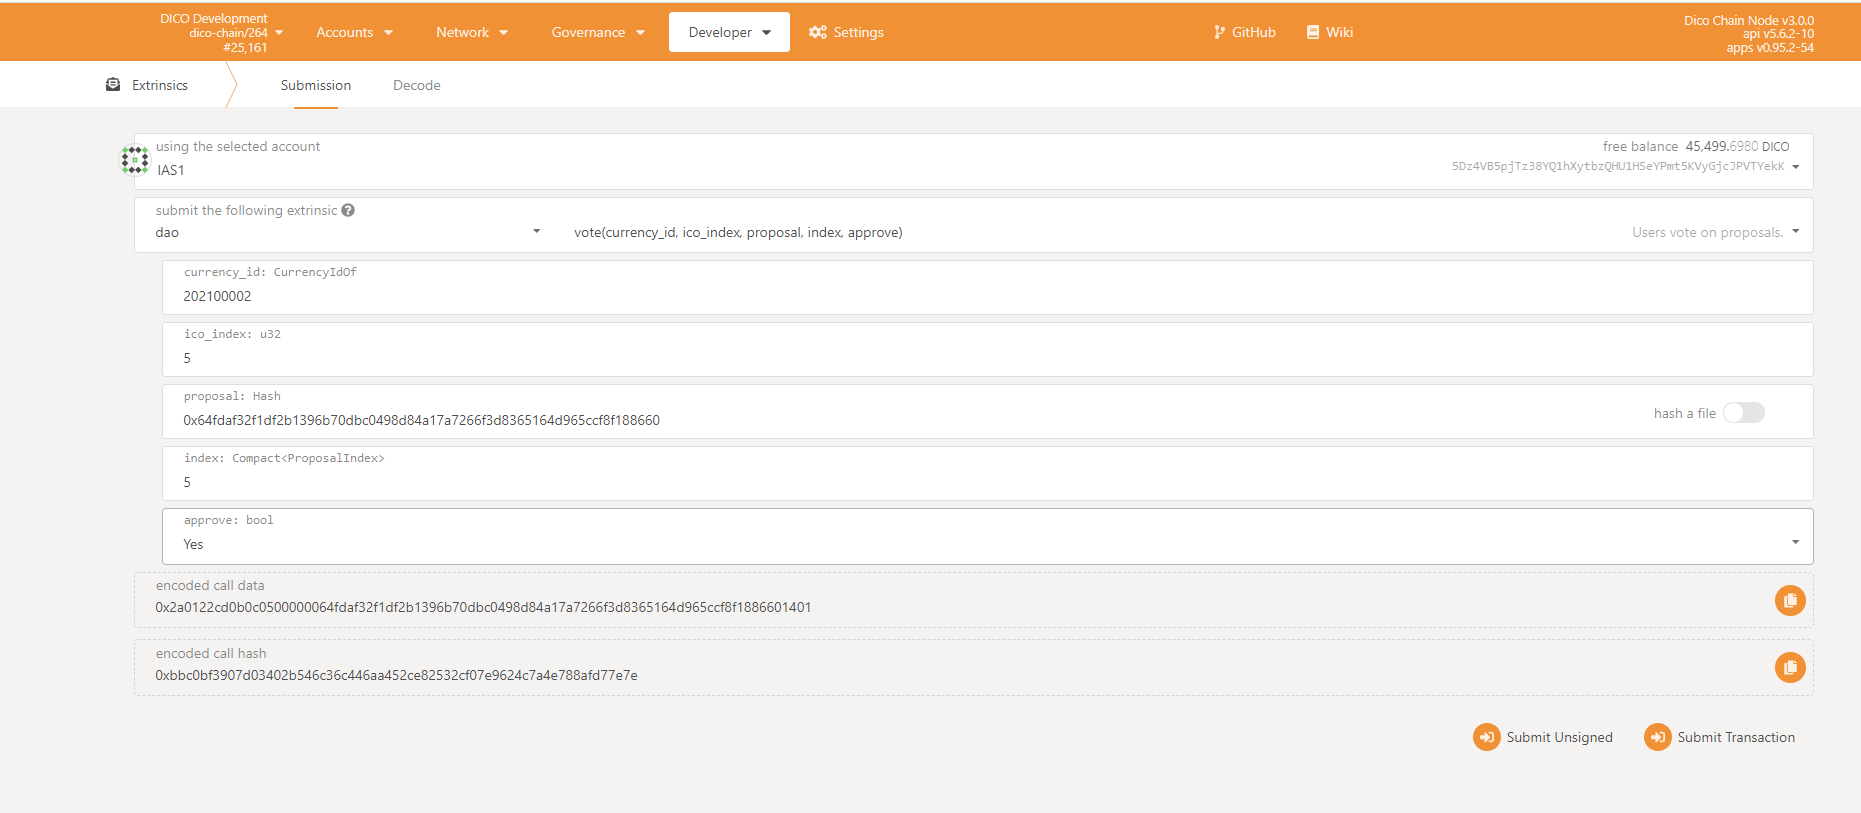 DICO Development
dico-chain/264
#25,161
Accounts
Network
Governance
Developer
Settings
GitHub
Wiki
Dico Chain Node v3.0.0
api v5.6.2-10
apps v0.95.2-54
Extrinsics
Submission
Decode
using the selected account
IAS1
free balance 45,499.6980 DICO
5Dz4VB5pjTz38YQ1hXytbzQHU1HSeYPmt5KVyGjcJPVTYekK
submit the following extrinsic
dao
vote(currency_id, ico_index, proposal, index, approve)
Users vote on proposals.
currency_id: CurrencyIdOf
202100002
ico_index: u32
5
proposal: Hash
0x64fdaf32f1df2b1396b70dbc0498d84a17a7266f3d8365164d965ccf8f188660
hash a file
index: Compact<ProposalIndex>
5
approve: bool
Yes
encoded call data
0x2a0122cd0b0c0500000064fdaf32f1df2b1396b70dbc0498d84a17a7266f3d8365164d965ccf8f1886601401
encoded call hash
0xbbc0bf3907d03402b546c36c446aa452ce82532cf07e9624c7a4e788afd77e7e
Submit Unsigned
Submit Transaction